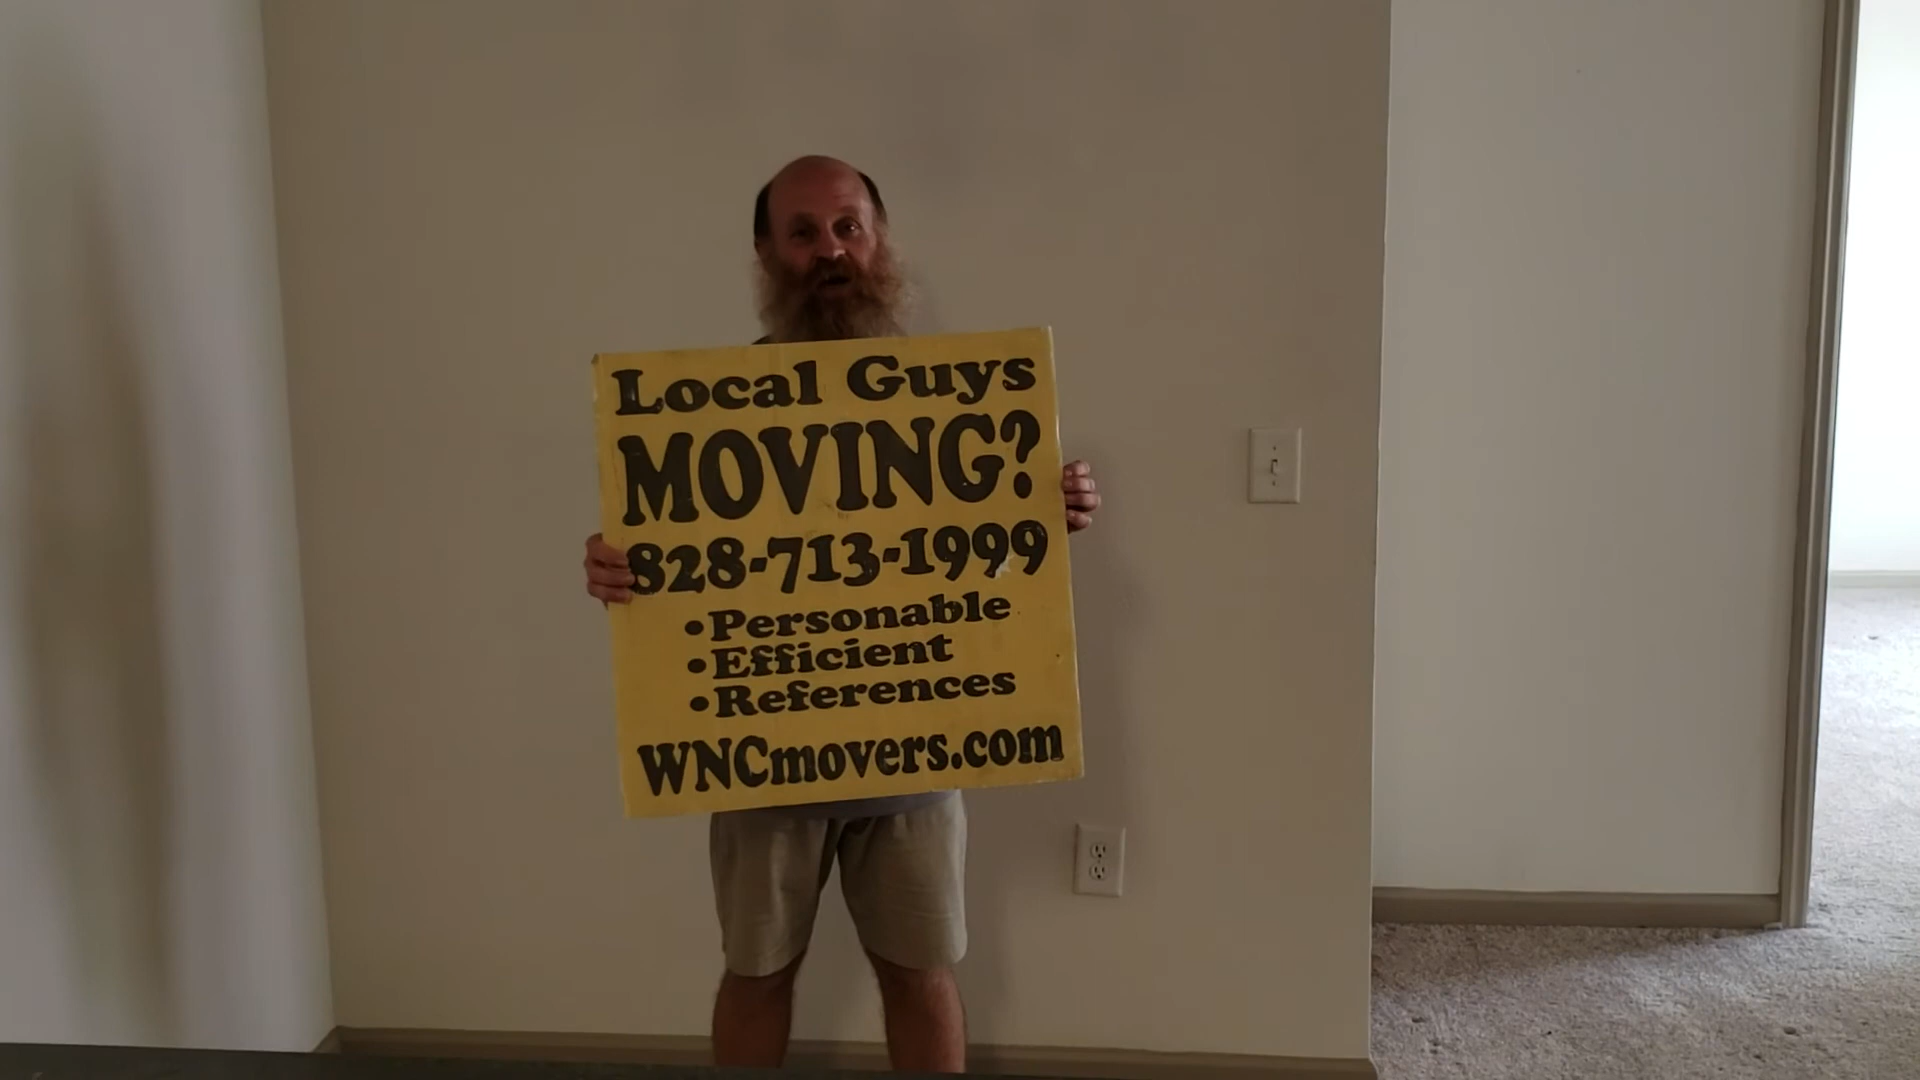 Local Guys
MOVING?
828-713-1999
•Personable
•Efficient
•References
WNCmovers.com